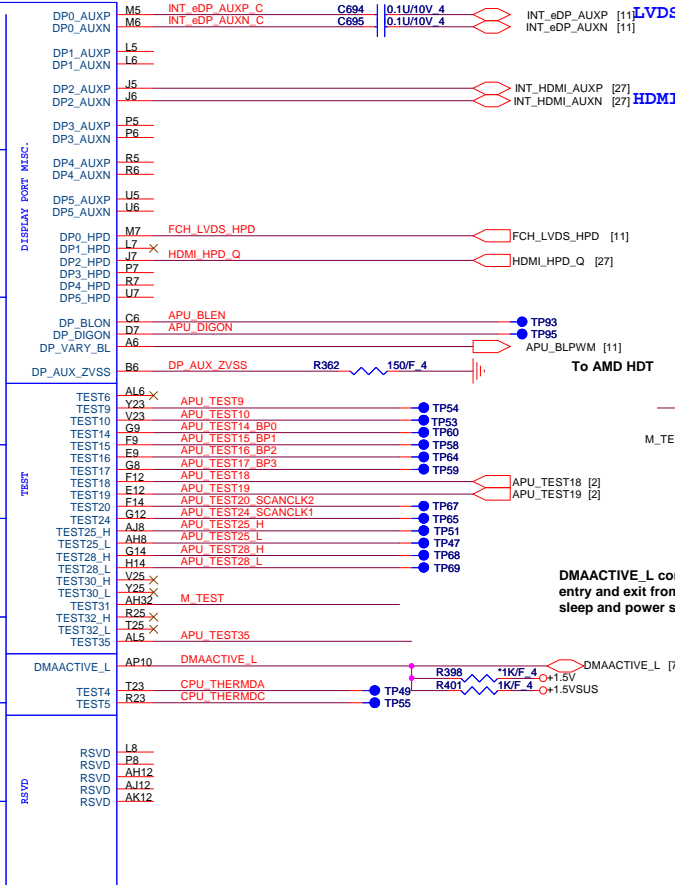 DP0_AUXP M5 INT_eDP_AUXP_C C694 0.1U/10V_4 INT_eDP_AUXP [11] LVDS
DP0_AUXN M6 INT_eDP_AUXN_C C695 INT_eDP_AUXN [11]
DP1_AUXP L5
DP1_AUXN L6
DP2_AUXP J5 INT_HDMI_AUXP [27]
DP2_AUXN J6 INT_HDMI_AUXN [27] HDMI
DP3_AUXP P5
DP3_AUXN P6
DP4_AUXP R5
DP4_AUXN R6
DP5_AUXP U5
DP5_AUXN U6
DISPLAY PORT MISC.
DP0_HPD M7 FCH_LVDS_HPD FCH_LVDS_HPD [11]
DP1_HPD L7
DP2_HPD J7 HDMI_HPD_Q HDMI_HPD_Q [27]
DP3_HPD P7
DP4_HPD R7
DP5_HPD U7
DP_BLON C6 APU_BLEN TP93
DP_DIGON D7 APU_DIGON TP95
DP_VARY_BL A6 APU_BLPWM [11]
DP_AUX_ZVSS B6 DP_AUX_ZVSS R362 150/F_4 To AMD HDT
TEST6 AL6
TEST9 Y23 APU_TEST9 TP54
TEST10 V23 APU_TEST10 TP53
TEST14 G9 APU_TEST14_BP0 TP60
TEST15 F9 APU_TEST15_BP1 TP58 M_TE
TEST16 E9 APU_TEST16_BP2 TP64
TEST17 G8 APU_TEST17_BP3 TP59
TEST
TEST18 F12 APU_TEST18 APU_TEST18 [2]
TEST19 E12 APU_TEST19 APU_TEST19 [2]
TEST20 F14 APU_TEST20_SCANCLK2 TP67
TEST24 G12 APU_TEST24_SCANCLK1 TP65
TEST25_H AJ8 APU_TEST25_H TP51
TEST25_L AH8 APU_TEST25_L TP47
TEST28_H G14 APU_TEST28_H TP68
TEST28_L H14 APU_TEST28_L TP69
TEST30_H V25
TEST30_L Y25
TEST31 AH32 M_TEST
TEST32_H R25
TEST32_L T25
TEST35 AL5 APU_TEST35
DMAACTIVE_L co
entry and exit from
sleep and power s
DMAACTIVE_L AP10 DMAACTIVE_L DMAACTIVE_L [7
R398 *1K/F_4 +1.5V
R401 1K/F_4 +1.5VSUS
TEST4 T23 CPU_THERMDA TP49
TEST5 R23 CPU_THERMDC TP55
RSVD L8
RSVD P8
RSVD AH12
RSVD AJ12
RSVD AK12
RSVD